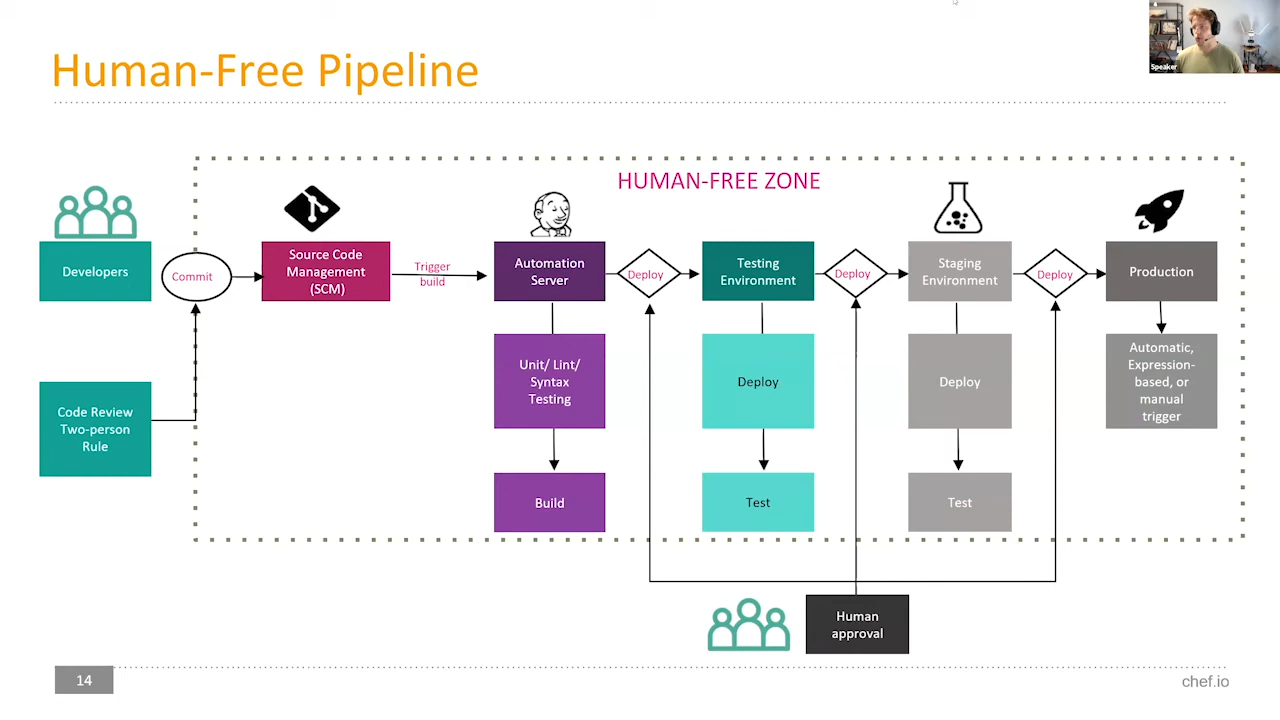 Speaker
Human-Free Pipeline
HUMAN-FREE ZONE
Developers
Commit
Source Code
Management
(SCM)
Trigger
build
Automation
Server
Deploy
Testing
Environment
Deploy
Staging
Environment
Deploy
Production
Code Review
Two-person
Rule
Unit/ Lint/
Syntax
Testing
Build
Deploy
Test
Deploy
Test
Automatic,
Expression-
based, or
manual
trigger
Human
approval
14
chef.io